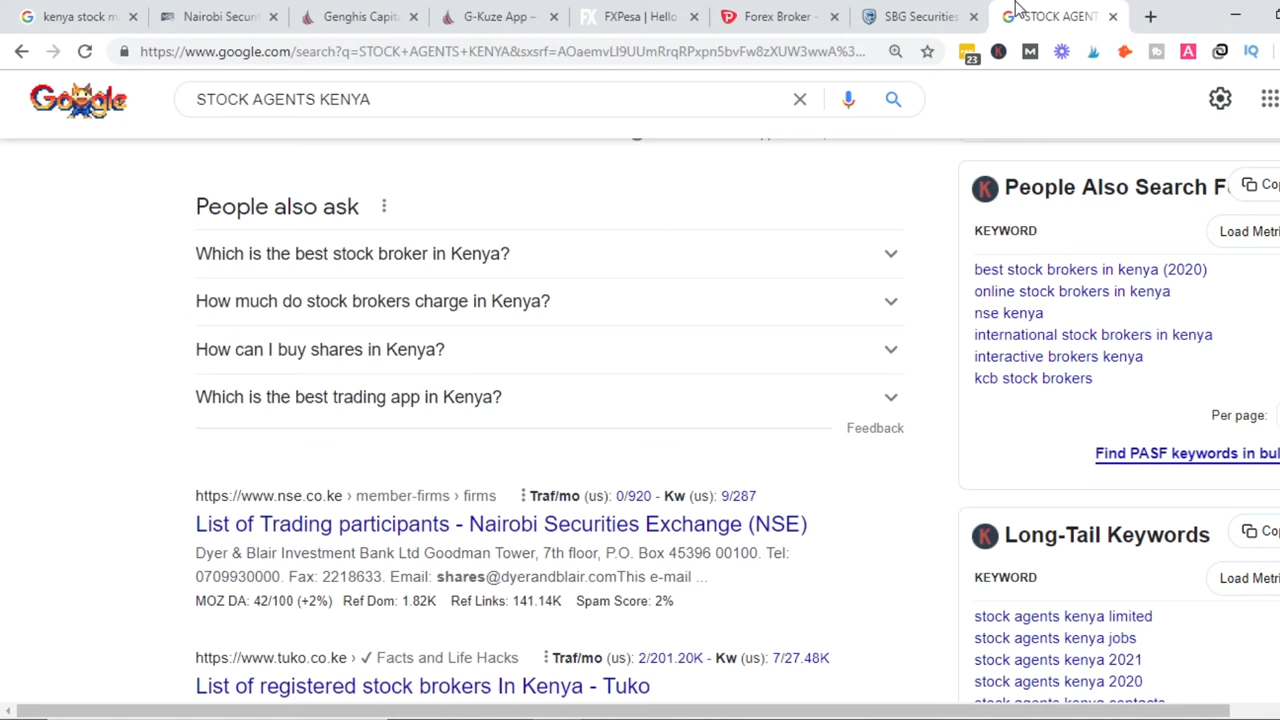 kenya stock m
Nairobi Securi
Genghis Capit
G-Kuze App –
FXPesa | Hello
Forex Broker -
SBG Securities
STOCK AGENT
https://www.google.com/search?q=STOCK+AGENTS+KENYA&sxsrf=AOaemvLI9UUmRrqRPxpn5bvFw8zXUW3wwA%3...
23
Google
STOCK AGENTS KENYA
People also ask
Which is the best stock broker in Kenya?
How much do stock brokers charge in Kenya?
How can I buy shares in Kenya?
Which is the best trading app in Kenya?
Feedback
https://www.nse.co.ke › member-firms › firms
Traf/mo (us): 0/920 - Kw (us): 9/287
List of Trading participants - Nairobi Securities Exchange (NSE)
Dyer & Blair Investment Bank Ltd Goodman Tower, 7th floor, P.O. Box 45396 00100. Tel:
0709930000. Fax: 2218633. Email: shares@dyerandblair.comThis e-mail ...
MOZ DA: 42/100 (+2%) Ref Dom: 1.82K Ref Links: 141.14K Spam Score: 2%
https://www.tuko.co.ke › ✓ Facts and Life Hacks
Traf/mo (us): 2/201.20K - Kw (us): 7/27.48K
List of registered stock brokers In Kenya - Tuko
K People Also Search F
Cop
KEYWORD
Load Metri
best stock brokers in kenya (2020)
online stock brokers in kenya
nse kenya
international stock brokers in kenya
interactive brokers kenya
kcb stock brokers
Per page:
Find PASF keywords in bul
K Long-Tail Keywords
Cop
KEYWORD
Load Metri
stock agents kenya limited
stock agents kenya jobs
stock agents kenya 2021
stock agents kenya 2020
stock agents kenya contacts